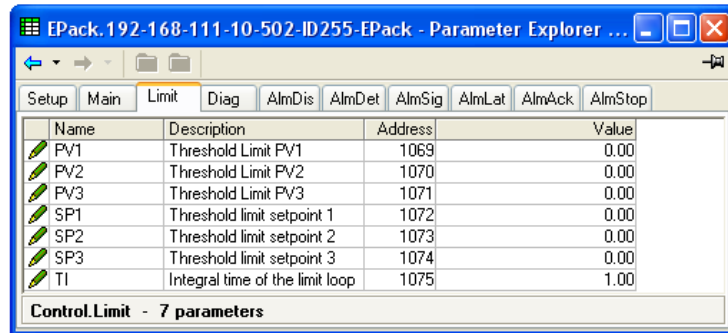 EPack.192-168-111-10-502-ID255-EPack - Parameter Explorer ...
Setup Main Limit Diag AlmDis AlmDet AlmSig AlmLat AlmAck AlmStop
Name Description Address Value
PV1 Threshold Limit PV1 1069 0.00
PV2 Threshold Limit PV2 1070 0.00
PV3 Threshold Limit PV3 1071 0.00
SP1 Threshold limit setpoint 1 1072 0.00
SP2 Threshold limit setpoint 2 1073 0.00
SP3 Threshold limit setpoint 3 1074 0.00
TI Integral time of the limit loop 1075 1.00
Control.Limit - 7 parameters